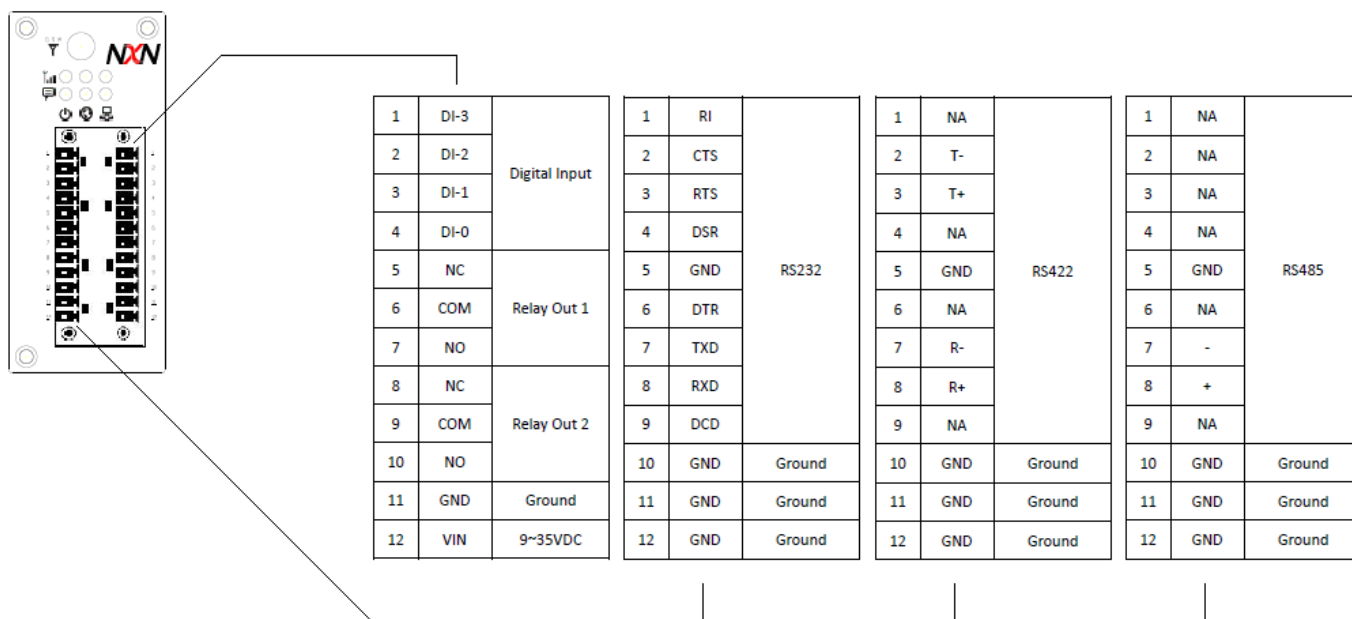 GSM
NXN
1 DI-3
2 DI-2
3 DI-1
4 DI-0
Digital Input
5 NC
6 COM
7 NO
Relay Out 1
8 NC
9 COM
10 NO
Relay Out 2
11 GND Ground
12 VIN 9~35VDC
1 RI
2 CTS
3 RTS
4 DSR
5 GND
6 DTR
7 TXD
8 RXD
9 DCD
RS232
10 GND Ground
11 GND Ground
12 GND Ground
1 NA
2 T-
3 T+
4 NA
5 GND
6 NA
7 R-
8 R+
9 NA
RS422
10 GND Ground
11 GND Ground
12 GND Ground
1 NA
2 NA
3 NA
4 NA
5 GND
6 NA
7 -
8 +
9 NA
RS485
10 GND Ground
11 GND Ground
12 GND Ground